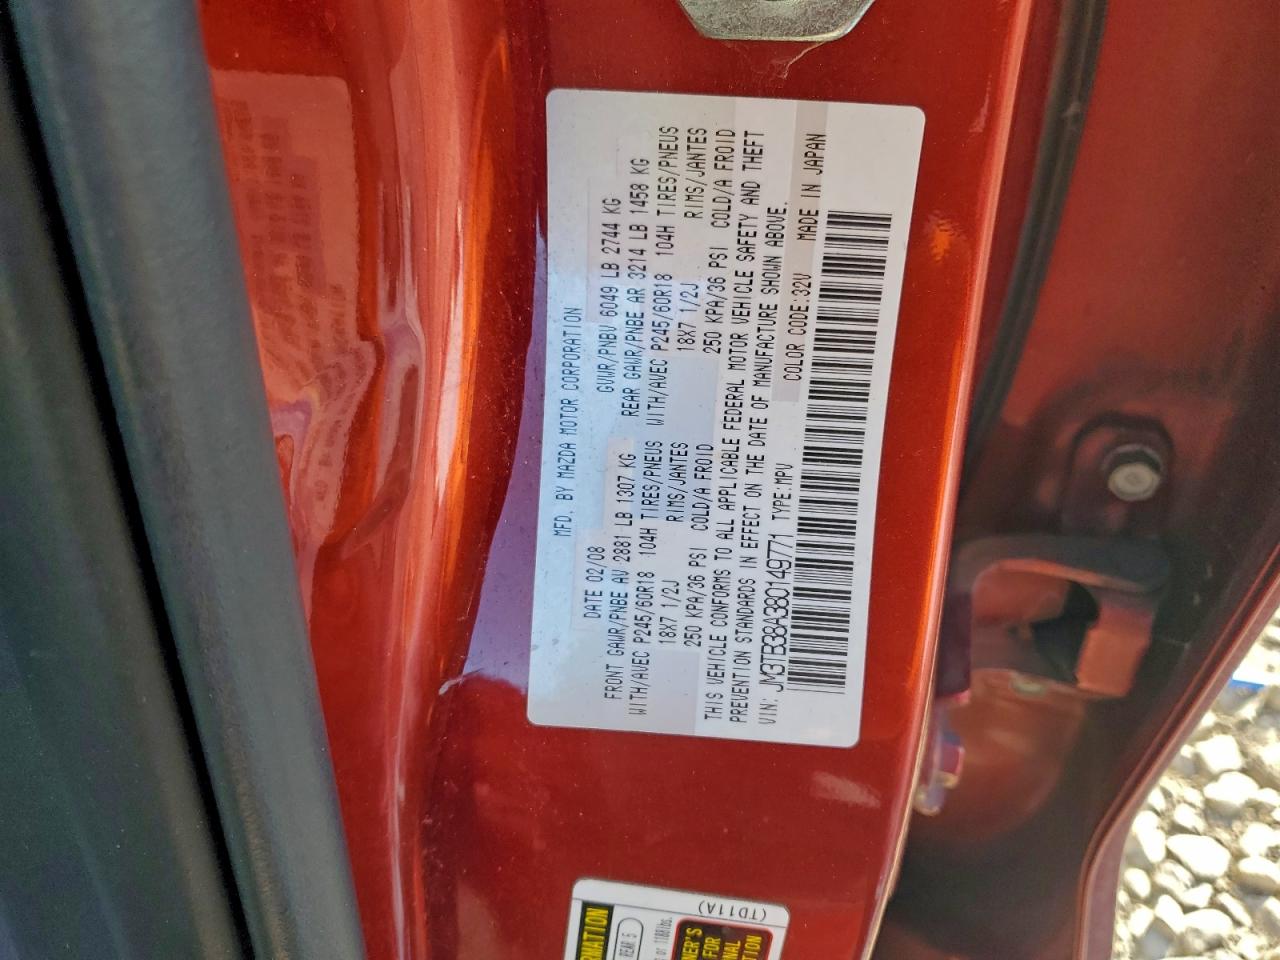 MFD. BY MAZDA MOTOR CORPORATION
DATE 02/08 GVWR/PNBV 6049 LB 2744 KG
FRONT GAWR/PNBE AV 2881 LB 1307 KG REAR GAWR/PNBE AR 3214 LB 1458 KG
WITH/AVEC P245/60R18 104H TIRES/PNEUS WITH/AVEC P245/60R18 104H TIRES/PNEUS
18X7 1/2J RIMS/JANTES 18X7 1/2J RIMS/JANTES
250 KPA/36 PSI COLD/A FROID 250 KPA/36 PSI COLD/A FROID
THIS VEHICLE CONFORMS TO ALL APPLICABLE FEDERAL MOTOR VEHICLE SAFETY AND THEFT
PREVENTION STANDARDS IN EFFECT ON THE DATE OF MANUFACTURE SHOWN ABOVE.
VIN: JM3TB38A380149771 TYPE:MPV COLOR CODE:32V MADE IN JAPAN
(TD11A)
REAR 5